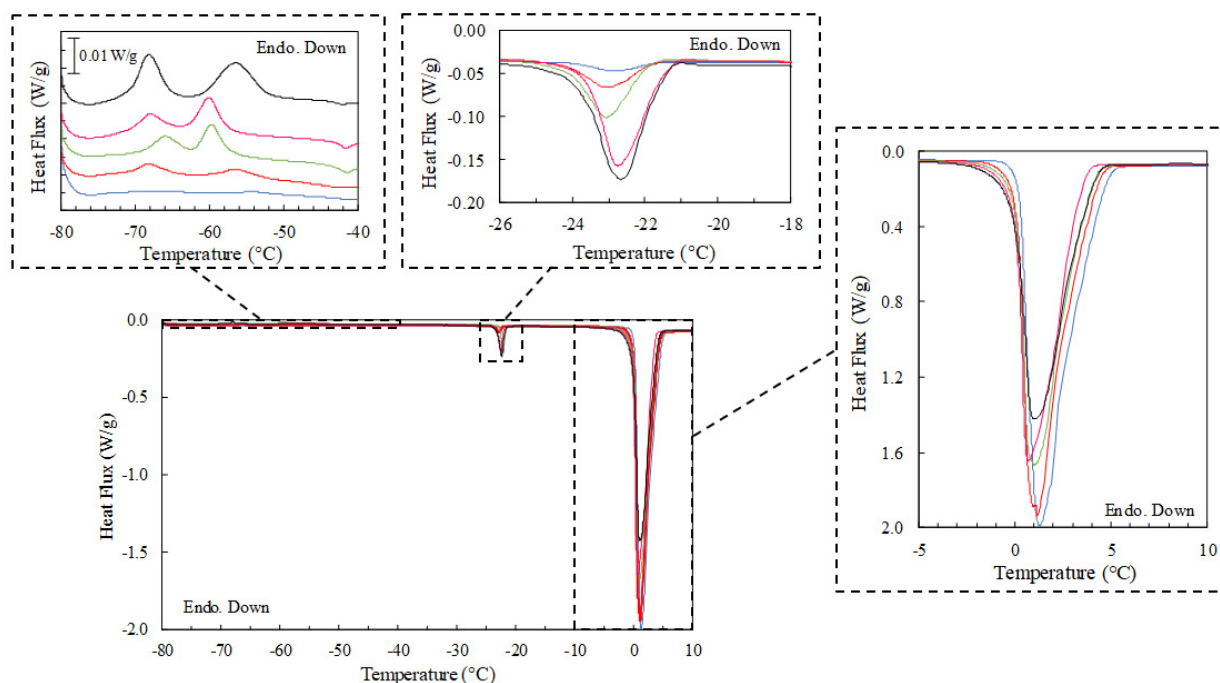 Endo. Down
0.01 W/g
Heat Flux (W/g)
-80 -70 -60 -50 -40
Temperature (°C)
0.00
-0.05
-0.10
-0.15
-0.20
Endo. Down
Heat Flux (W/g)
-26 -24 -22 -20 -18
Temperature (°C)
0.0
0.4
0.8
1.2
1.6
2.0
Heat Flux (W/g)
Endo. Down
-5 0 5 10
Temperature (°C)
0.0
-0.5
-1.0
-1.5
-2.0
Heat Flux (W/g)
Endo. Down
-80 -70 -60 -50 -40 -30 -20 -10 0 10
Temperature (°C)